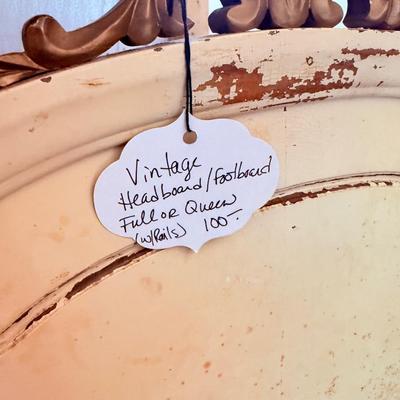 Vintage
Headboard/Footboard
Full or Queen
(w/Rails) 100-